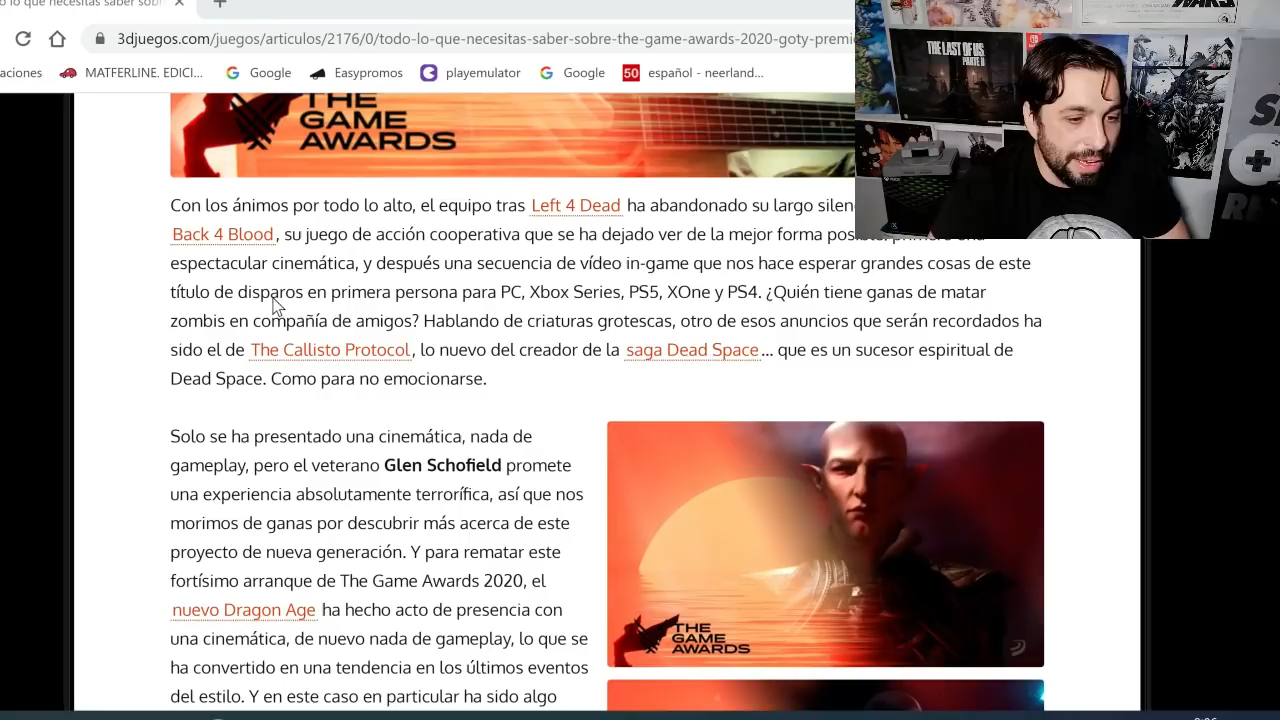 o lo que necesitas saber sob
3djuegos.com/juegos/articulos/2176/0/todo-lo-que-necesitas-saber-sobre-the-game-awards-2020-goty-premi
aciones MATFERLINE. EDICI... Google Easypromos playemulator Google 50 español - neerland...
THE LAST OF US
PARTE II
THE
GAME
AWARDS
Con los ánimos por todo lo alto, el equipo tras Left 4 Dead ha abandonado su largo silen
Back 4 Blood, su juego de acción cooperativa que se ha dejado ver de la mejor forma posible: primero una
espectacular cinemática, y después una secuencia de vídeo in-game que nos hace esperar grandes cosas de este
título de disparos en primera persona para PC, Xbox Series, PS5, XOne y PS4. ¿Quién tiene ganas de matar
zombis en compañía de amigos? Hablando de criaturas grotescas, otro de esos anuncios que serán recordados ha
sido el de The Callisto Protocol, lo nuevo del creador de la saga Dead Space... que es un sucesor espiritual de
Dead Space. Como para no emocionarse.
Solo se ha presentado una cinemática, nada de
gameplay, pero el veterano Glen Schofield promete
una experiencia absolutamente terrorífica, así que nos
morimos de ganas por descubrir más acerca de este
proyecto de nueva generación. Y para rematar este
fortísimo arranque de The Game Awards 2020, el
nuevo Dragon Age ha hecho acto de presencia con
una cinemática, de nuevo nada de gameplay, lo que se
ha convertido en una tendencia en los últimos eventos
del estilo. Y en este caso en particular ha sido algo
THE
GAME
AWARDS